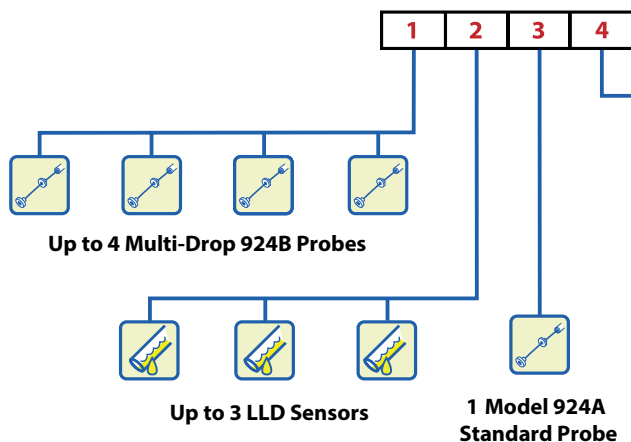 1 2 3 4
Up to 4 Multi-Drop 924B Probes
Up to 3 LLD Sensors
1 Model 924A
Standard Probe